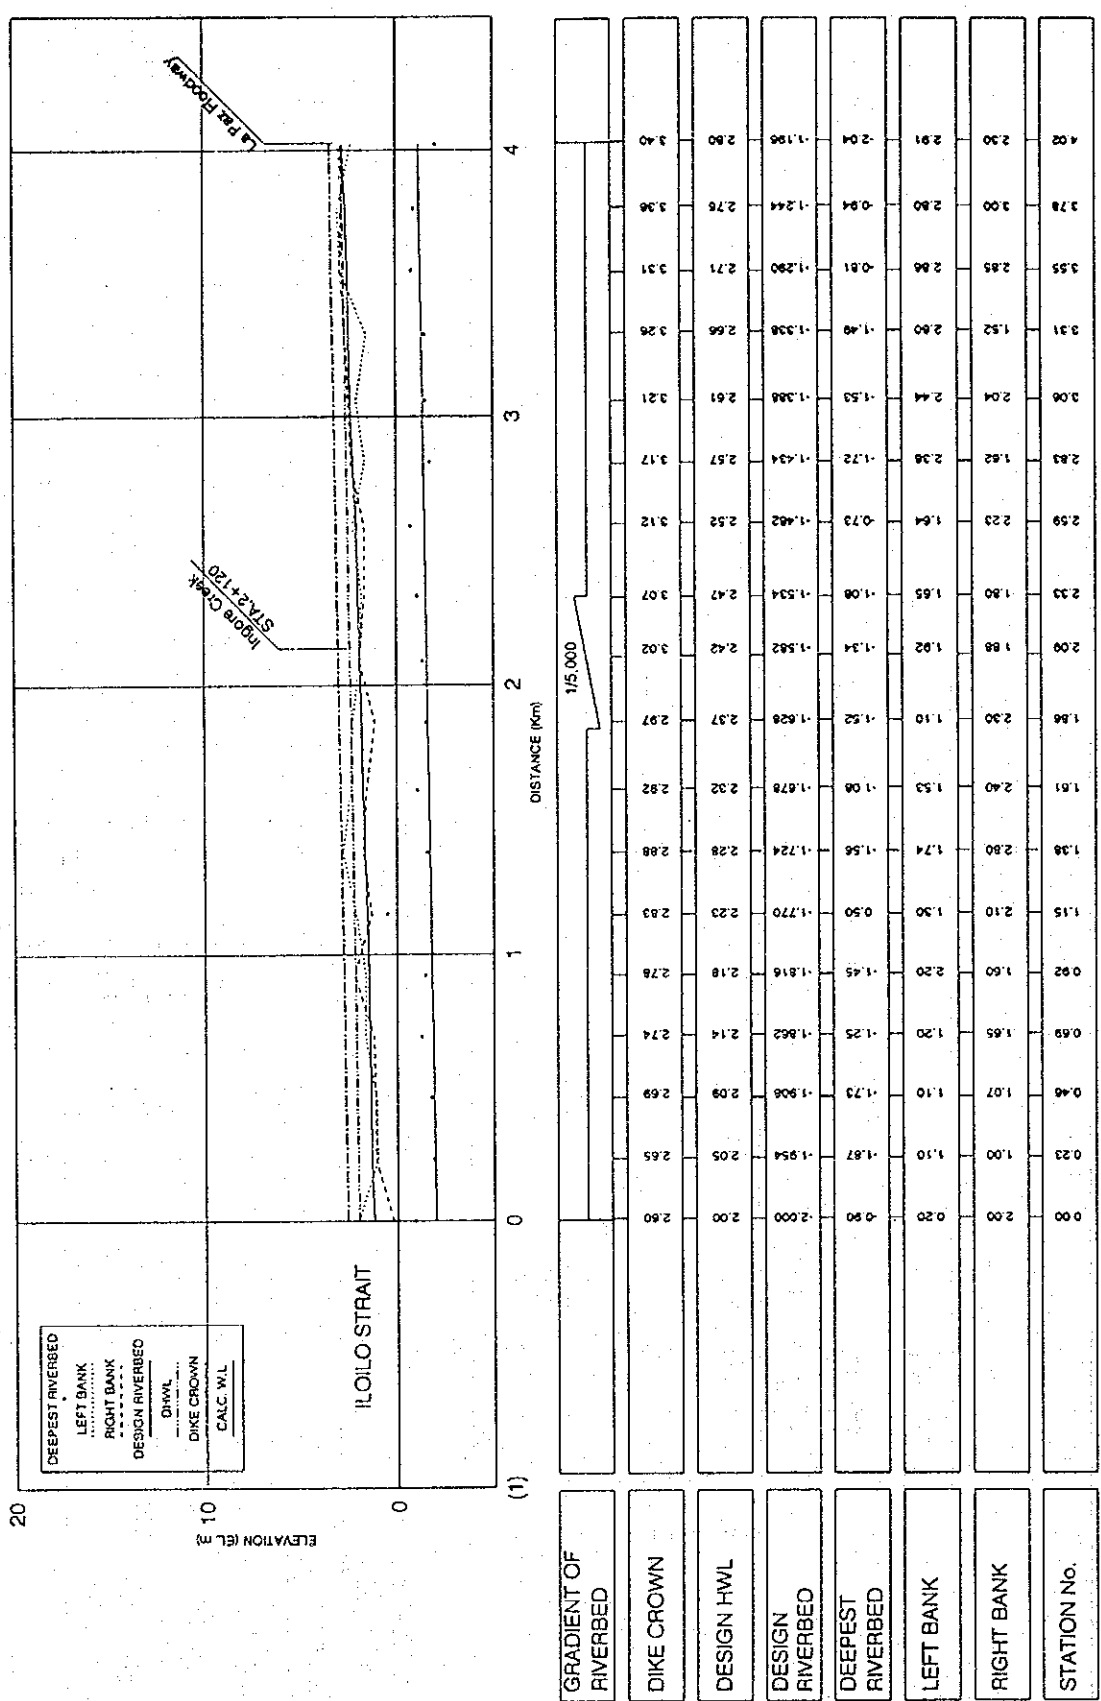 20
10
0
ELEVATION (EL. m)
DEEPEST RIVERBED
LEFT BANK
RIGHT BANK
DESIGN RIVERBED
DHWL
DIKE CROWN
CALC. W.L
ILOILO STRAIT
Ingore Creek
STA.2+120
La Paz Floodway
(1)
0
1
2
3
4
DISTANCE (Km)
GRADIENT OF RIVERBED
1/5,000
DIKE CROWN
2.60 2.65 2.69 2.74 2.78 2.83 2.88 2.92 2.97 3.02 3.07 3.12 3.17 3.21 3.26 3.31 3.36 3.40
DESIGN HWL
2.00 2.05 2.09 2.14 2.18 2.23 2.28 2.32 2.37 2.42 2.47 2.52 2.57 2.61 2.66 2.71 2.76 2.80
DESIGN RIVERBED
-2.000 -1.954 -1.908 -1.862 -1.816 -1.770 -1.724 -1.678 -1.628 -1.582 -1.534 -1.482 -1.434 -1.388 -1.338 -1.290 -1.244 -1.196
DEEPEST RIVERBED
-0.90 -1.87 -1.73 -1.25 -1.45 0.50 -1.56 -1.08 -1.52 -1.34 -1.08 -0.73 -1.72 -1.53 -1.49 -0.81 -0.94 -2.04
LEFT BANK
0.20 1.10 1.10 1.20 2.20 1.30 1.74 1.53 1.10 1.92 1.65 1.64 2.36 2.44 2.60 2.86 2.80 2.91
RIGHT BANK
2.00 1.00 1.07 1.65 1.60 2.10 2.80 2.40 2.30 1.88 1.80 2.23 1.62 2.04 1.52 2.85 3.00 2.30
STATION No.
0.00 0.23 0.46 0.69 0.92 1.15 1.38 1.61 1.86 2.09 2.33 2.59 2.83 3.06 3.31 3.55 3.78 4.02